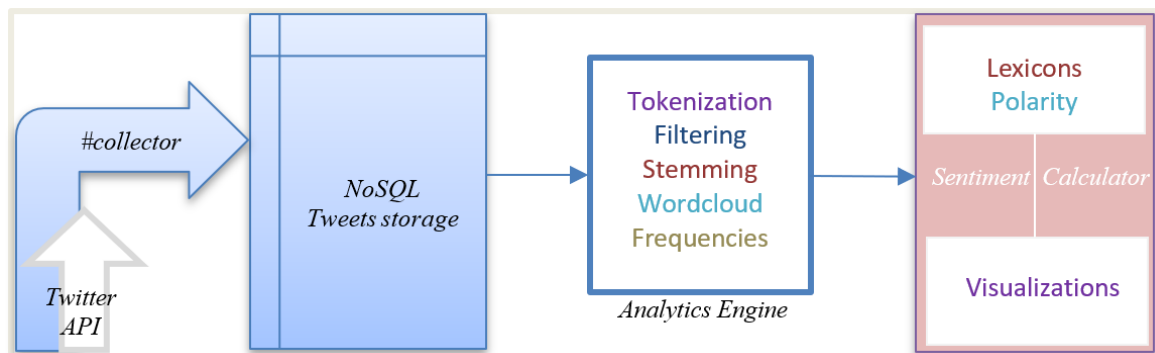 #collector
Twitter
API
NoSQL
Tweets storage
Tokenization
Filtering
Stemming
Wordcloud
Frequencies
Analytics Engine
Lexicons
Polarity
Sentiment Calculator
Visualizations